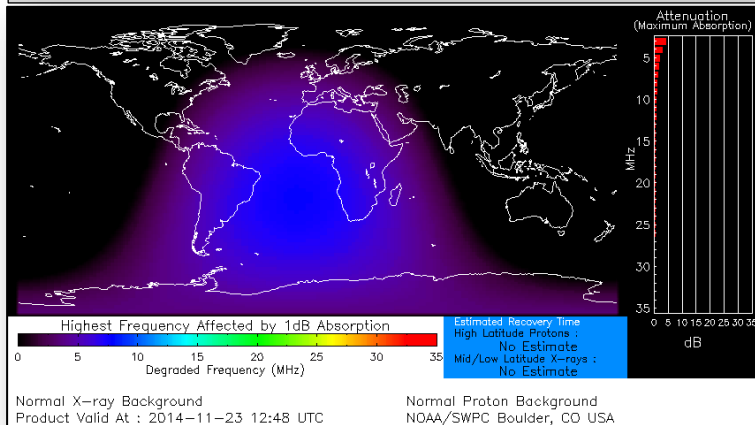 Attenuation
(Maximum Absorption)
5
10
15
20
25
30
35
MHz
0 5 10 15 20 25 30 35
dB
Highest Frequency Affected by 1dB Absorption
0 5 10 15 20 25 30 35
Degraded Frequency (MHz)
Estimated Recovery Time
High Latitude Protons :
No Estimate
Mid/Low Latitude X-rays :
No Estimate
Normal X-ray Background
Normal Proton Background
Product Valid At : 2014-11-23 12:48 UTC
NOAA/SWPC Boulder, CO USA